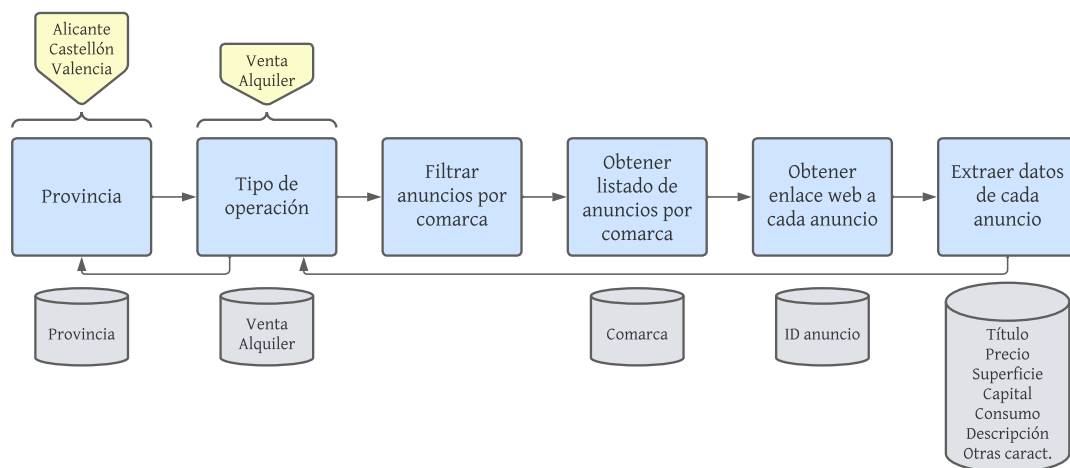 Alicante
Castellón
Valencia
Venta
Alquiler
Provincia
Tipo de
operación
Filtrar
anuncios por
comarca
Obtener
listado de
anuncios por
comarca
Obtener
enlace web a
cada anuncio
Extraer datos
de cada
anuncio
Provincia
Venta
Alquiler
Comarca
ID anuncio
Título
Precio
Superficie
Capital
Consumo
Descripción
Otras caract.